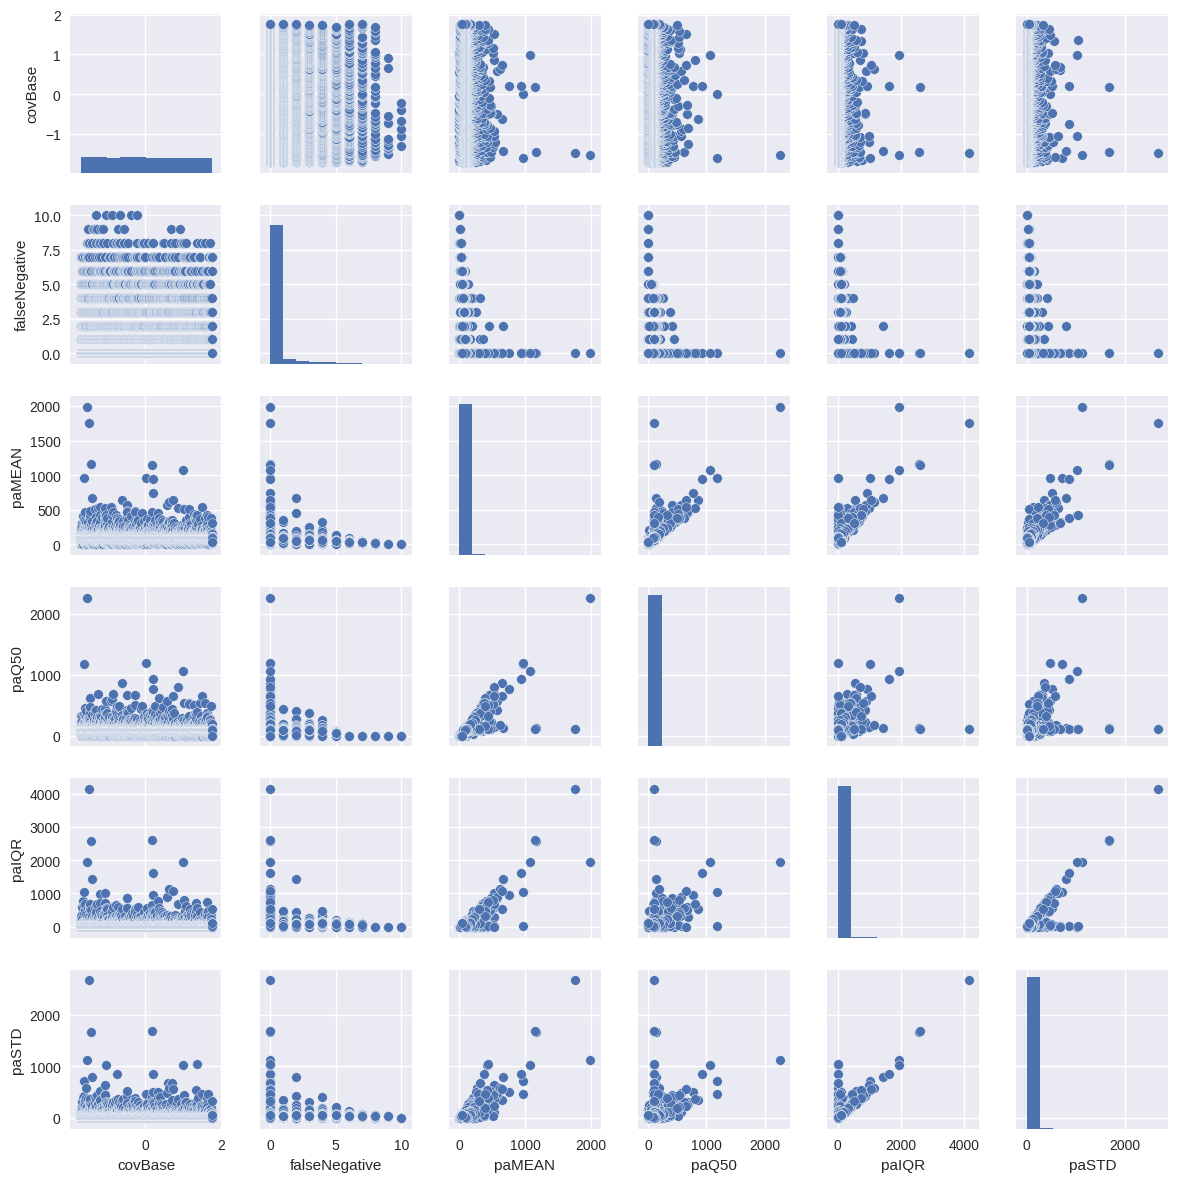 2
1
0
−1
covBase
10.0
7.5
5.0
2.5
0.0
falseNegative
2000
1500
1000
500
0
paMEAN
2000
1000
0
paQ50
4000
3000
2000
1000
0
paIQR
2000
1000
0
paSTD
0 2
0 5 10
0 1000 2000
0 1000 2000
0 2000 4000
0 2000
covBase falseNegative paMEAN paQ50 paIQR paSTD